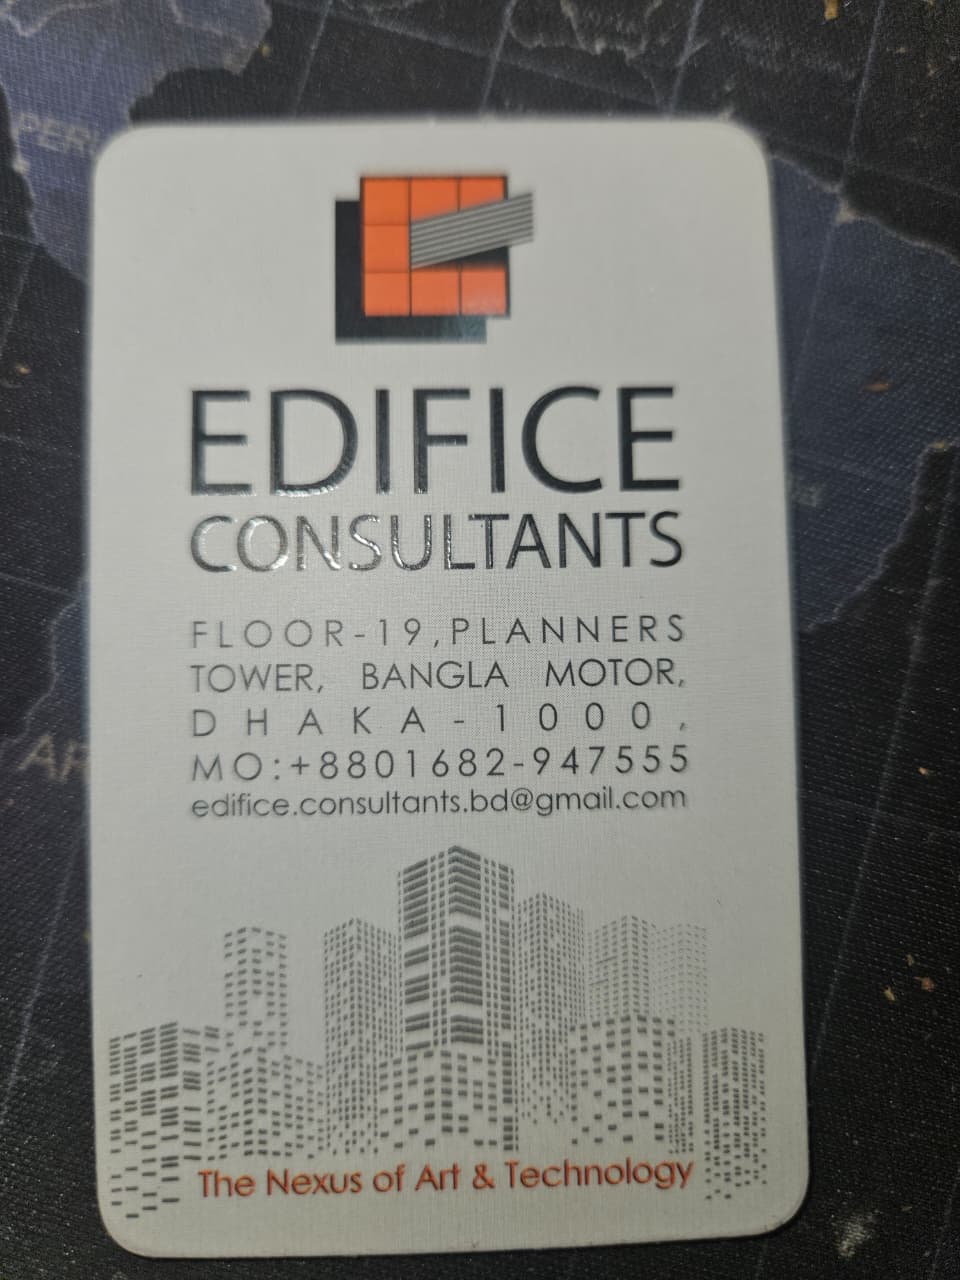 EDIFICE
CONSULTANTS
FLOOR-19,PLANNERS
TOWER, BANGLA MOTOR,
DHAKA-1000,
MO:+8801682-947555
edifice.consultants.bd@gmail.com
The Nexus of Art & Technology